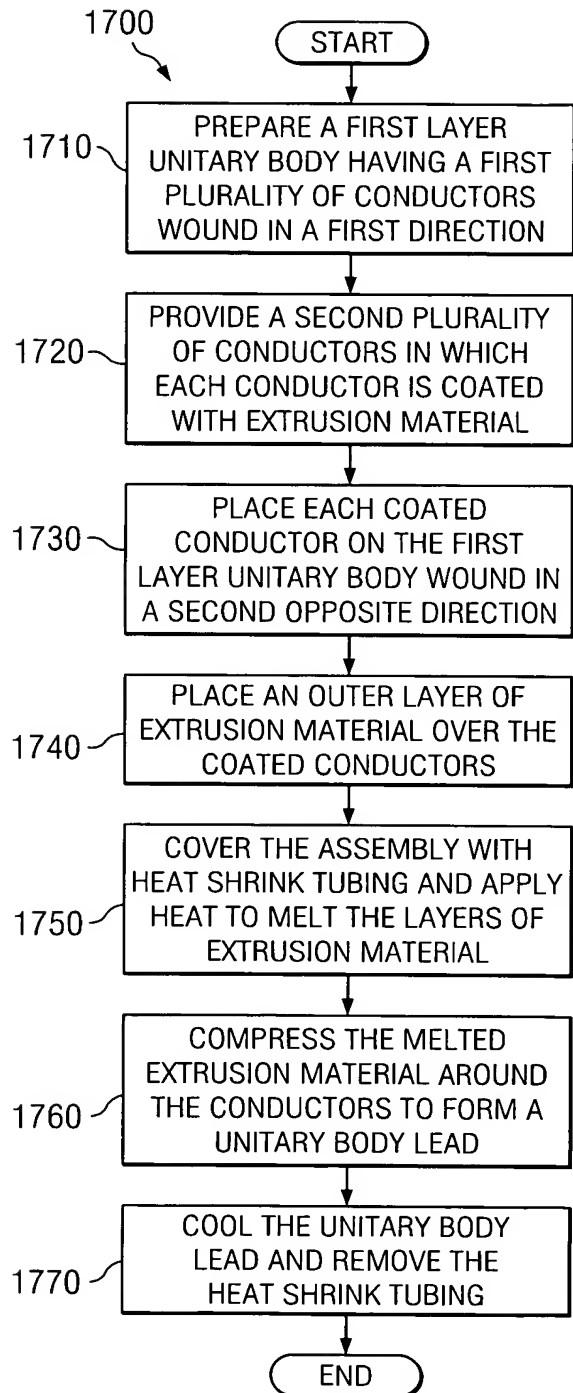 1700
START
1710
PREPARE A FIRST LAYER
UNITARY BODY HAVING A FIRST
PLURALITY OF CONDUCTORS
WOUND IN A FIRST DIRECTION
1720
PROVIDE A SECOND PLURALITY
OF CONDUCTORS IN WHICH
EACH CONDUCTOR IS COATED
WITH EXTRUSION MATERIAL
1730
PLACE EACH COATED
CONDUCTOR ON THE FIRST
LAYER UNITARY BODY WOUND IN
A SECOND OPPOSITE DIRECTION
1740
PLACE AN OUTER LAYER OF
EXTRUSION MATERIAL OVER THE
COATED CONDUCTORS
1750
COVER THE ASSEMBLY WITH
HEAT SHRINK TUBING AND APPLY
HEAT TO MELT THE LAYERS OF
EXTRUSION MATERIAL
1760
COMPRESS THE MELTED
EXTRUSION MATERIAL AROUND
THE CONDUCTORS TO FORM A
UNITARY BODY LEAD
1770
COOL THE UNITARY BODY
LEAD AND REMOVE THE
HEAT SHRINK TUBING
END